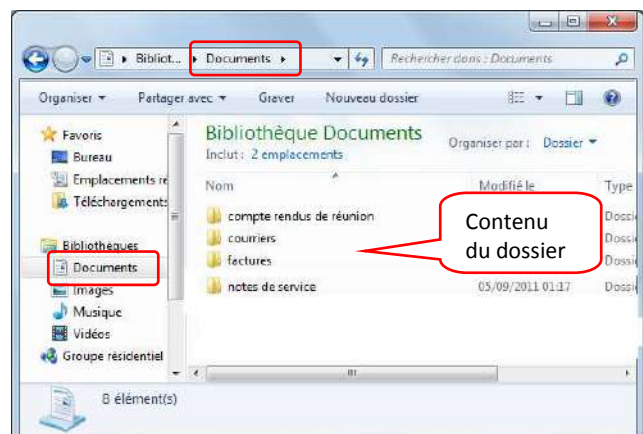 Bibliot... Documents Rechercher dans : Documents
Organiser Partager avec Graver Nouveau dossier
Favoris
Bureau
Emplacements ré
Téléchargement
Bibliothèques
Documents
Images
Musique
Vidéos
Groupe résidentiel
Bibliothèque Documents
Inclut : 2 emplacements
Organiser par : Dossier
Nom Modifié le Type
compte rendus de réunion Dossi
courriers Dossi
factures Dossi
notes de service 05/09/2011 01:17 Dossi
Contenu
du dossier
8 élément(s)